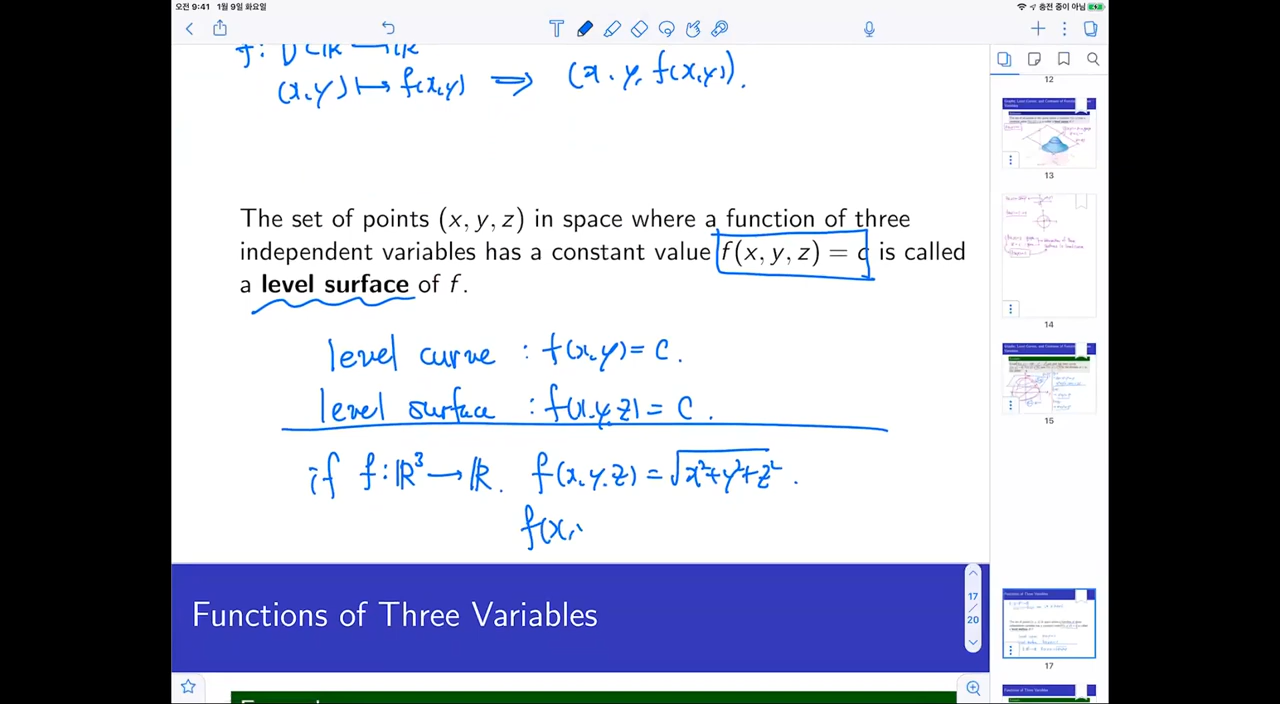 오전 9:41 1월 9일 화요일
충전 중이 아님
(x,y) ↦ f(x,y) ⟹ (x, y, f(x,y)).
The set of points (x, y, z) in space where a function of three
independent variables has a constant value f(x, y, z) = c is called
a level surface of f.
level curve : f(x,y) = C.
level surface : f(x,y,z) = C.
if f : ℝ³ → ℝ. f(x,y,z) = √x²+y²+z² .
f(x,
Functions of Three Variables
17
/
20
12
13
14
15
17